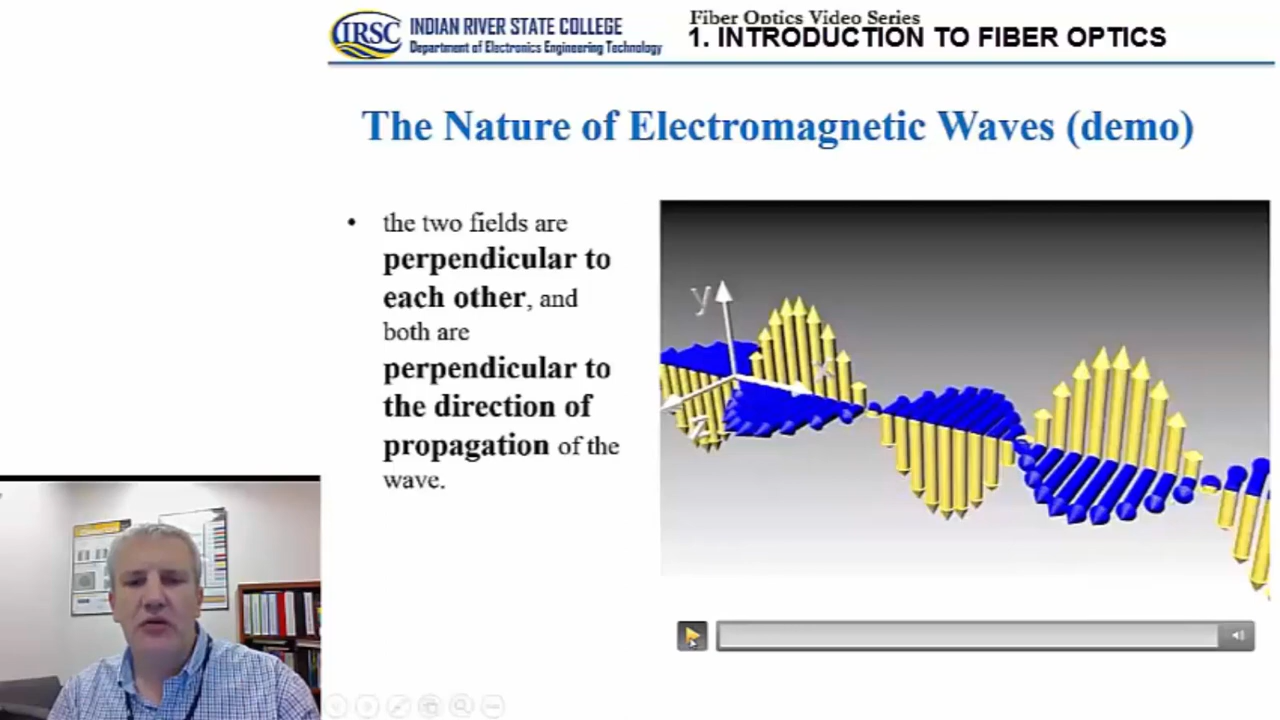 IRSC
INDIAN RIVER STATE COLLEGE
Department of Electronics Engineering Technology
Fiber Optics Video Series
1. INTRODUCTION TO FIBER OPTICS
The Nature of Electromagnetic Waves (demo)
• the two fields are
perpendicular to
each other, and
both are
perpendicular to
the direction of
propagation of the
wave.
y
x
z